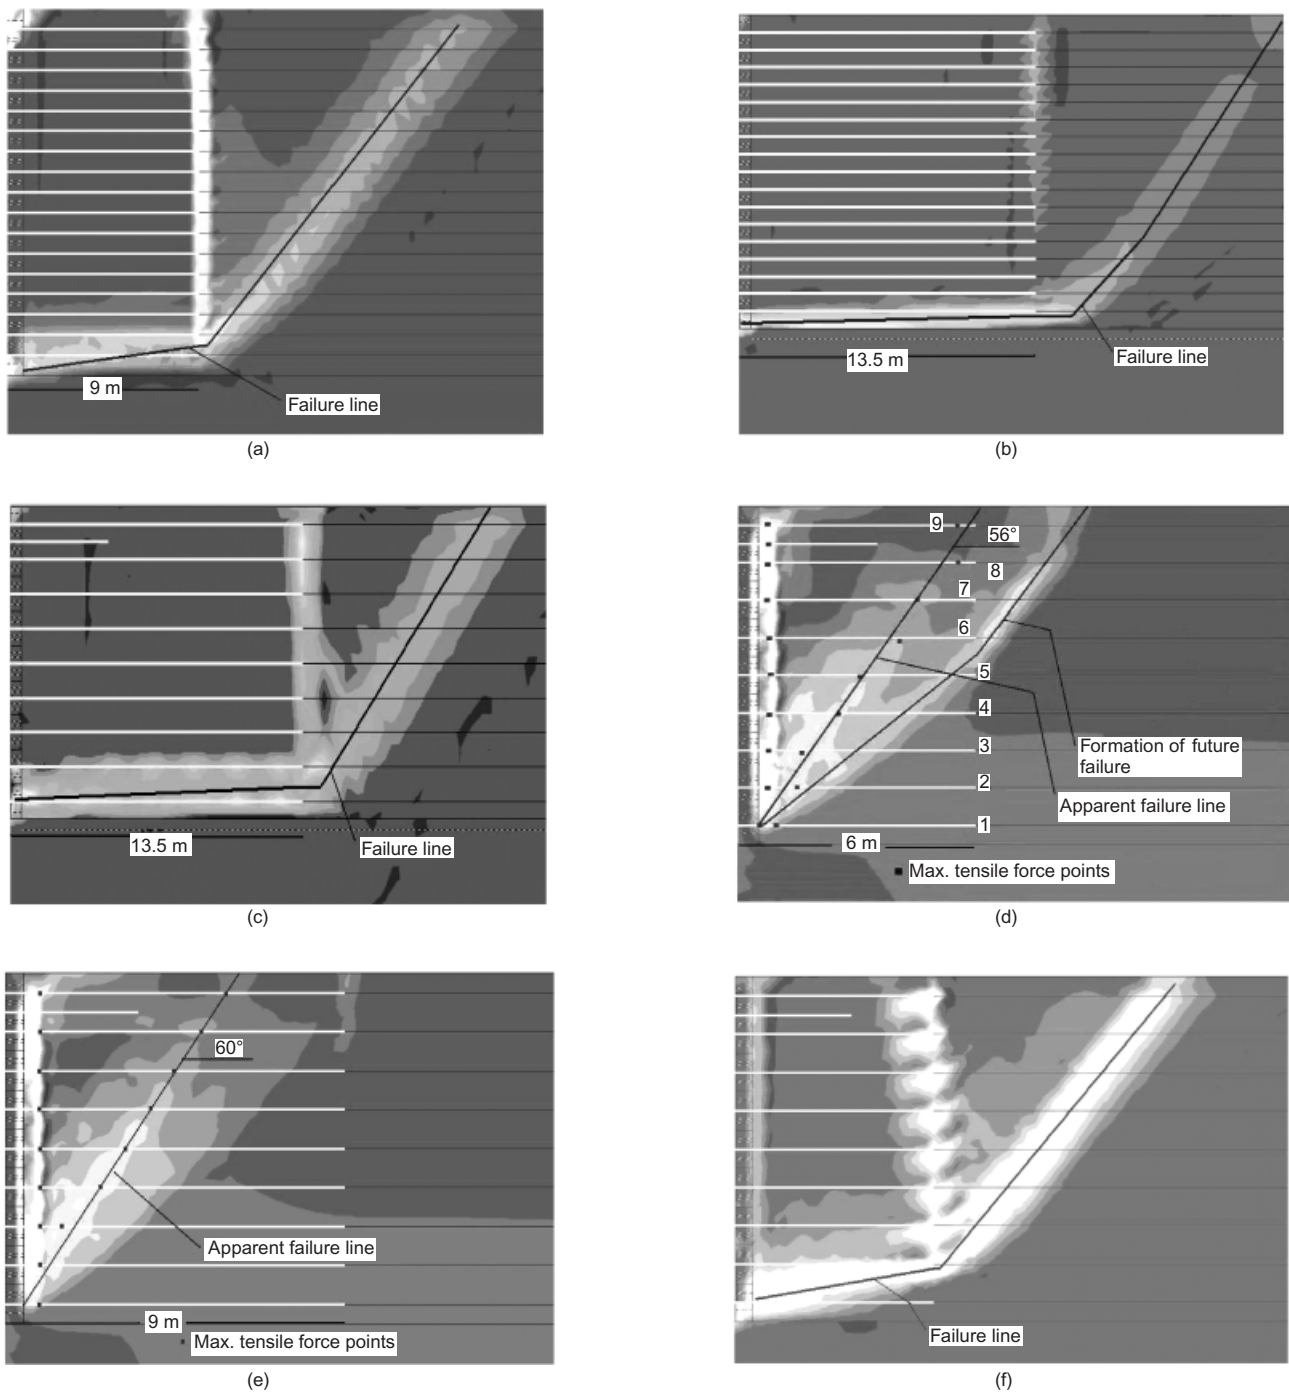 9 m
Failure line
(a)
13.5 m
Failure line
(b)
13.5 m
Failure line
(c)
9
56°
8
7
6
5
4
3
Formation of future
failure
2
Apparent failure line
1
6 m
Max. tensile force points
(d)
60°
Apparent failure line
9 m
Max. tensile force points
(e)
Failure line
(f)